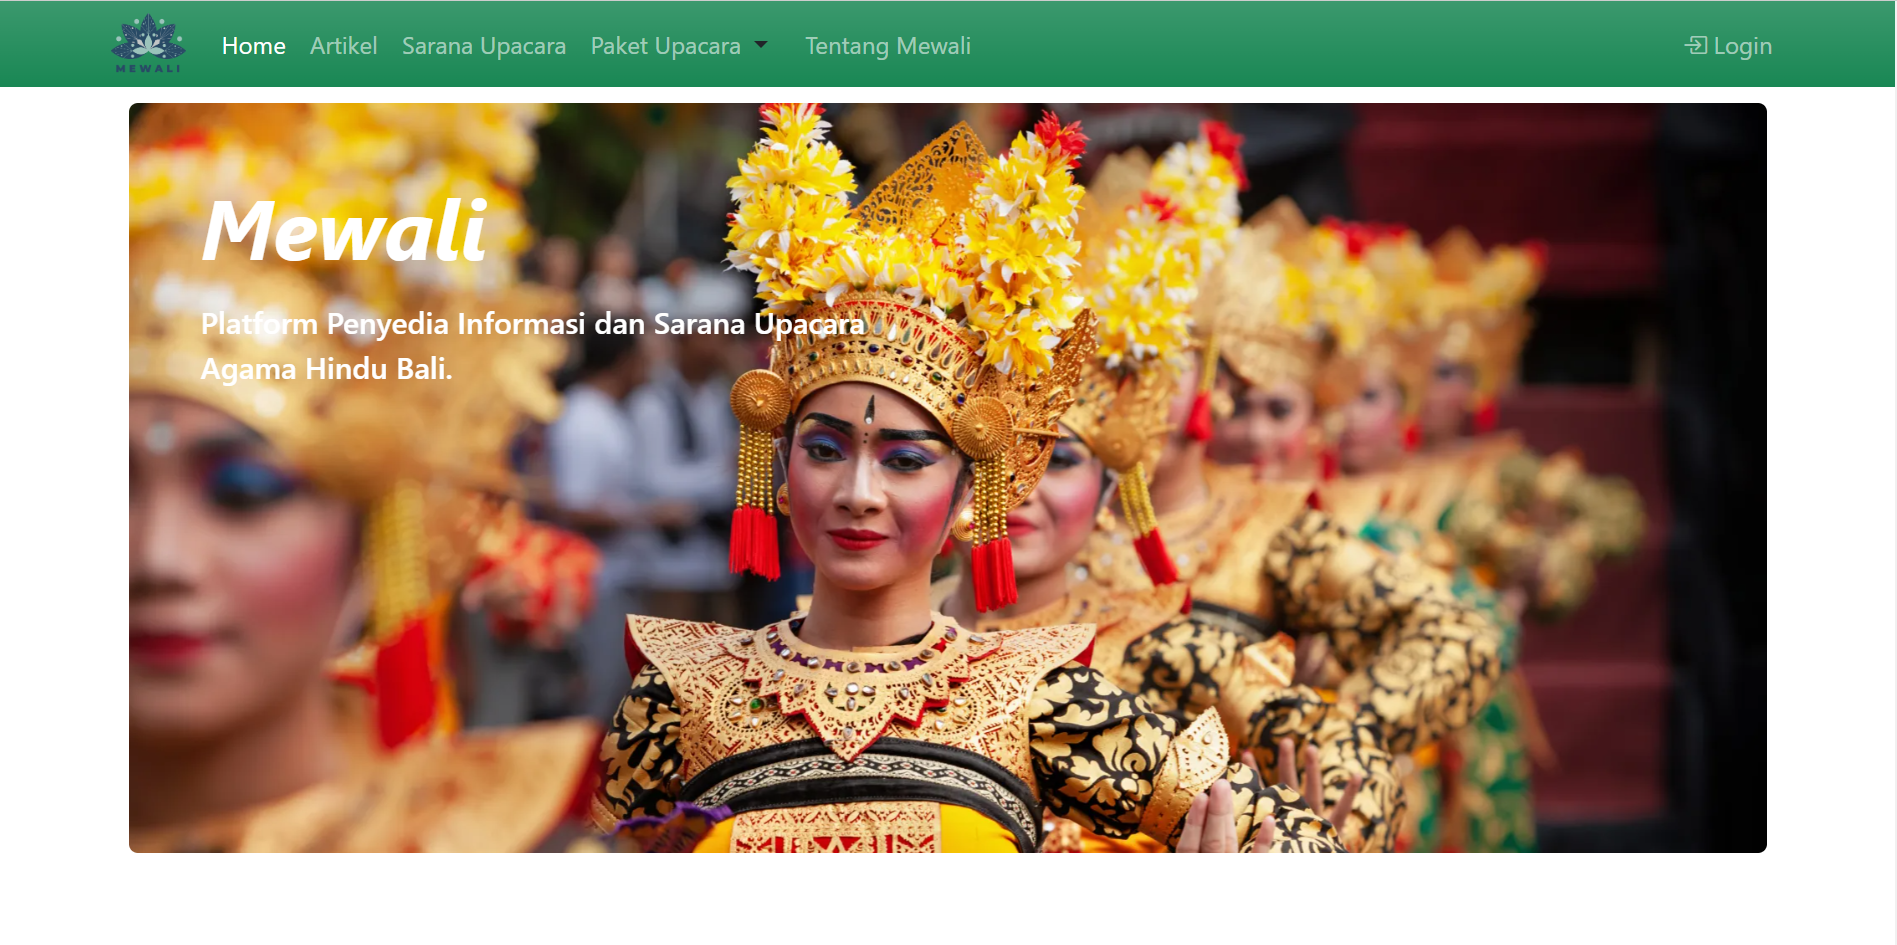 MEWALI
Home
Artikel
Sarana Upacara
Paket Upacara
Tentang Mewali
Login
Mewali
Platform Penyedia Informasi dan Sarana Upacara
Agama Hindu Bali.